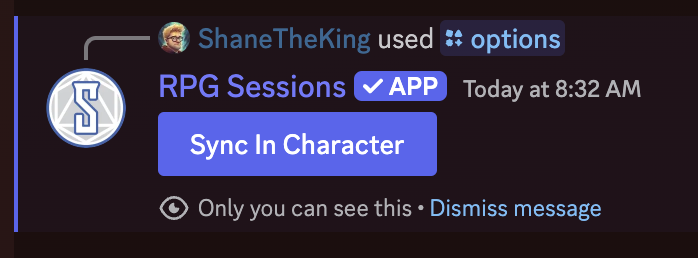 ShaneTheKing used options
RPG Sessions ✓ APP Today at 8:32 AM
S
Sync In Character
Only you can see this • Dismiss message